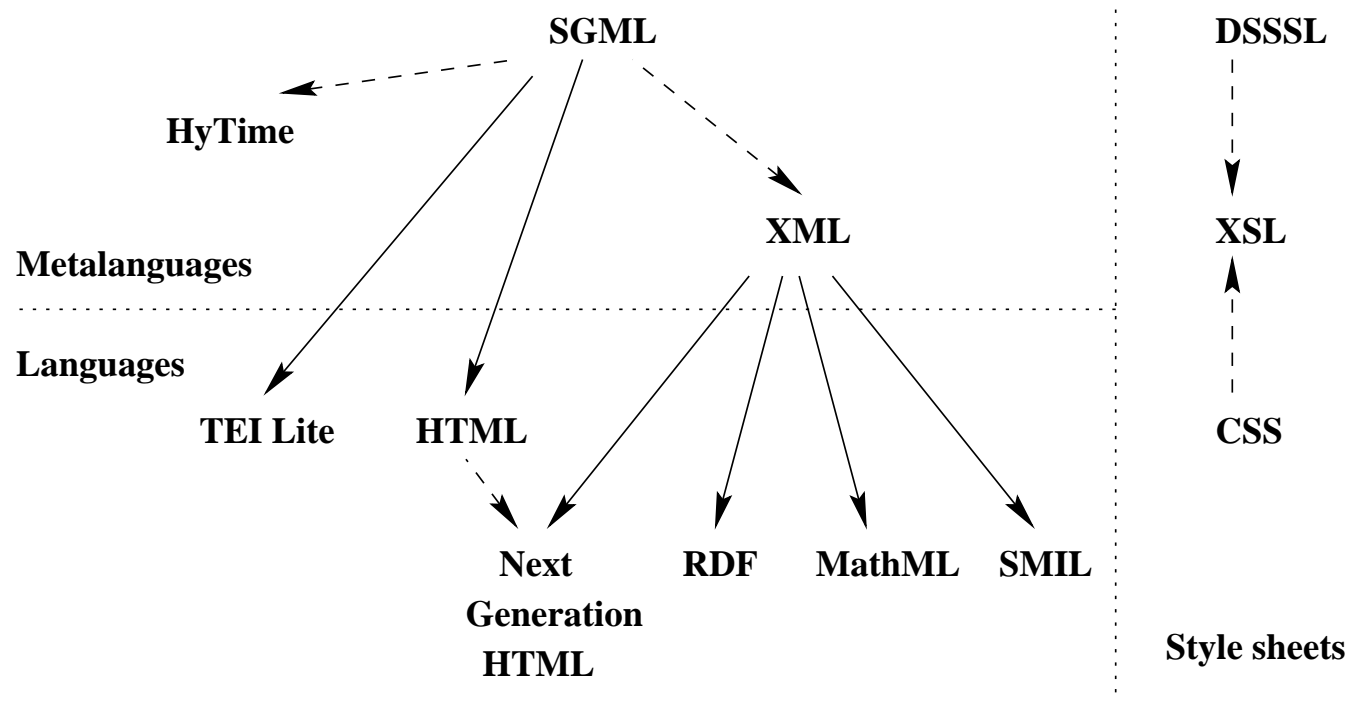 SGML
DSSSL
HyTime
XML
XSL
Metalanguages
Languages
TEI Lite
HTML
CSS
Next
Generation
HTML
RDF
MathML
SMIL
Style sheets